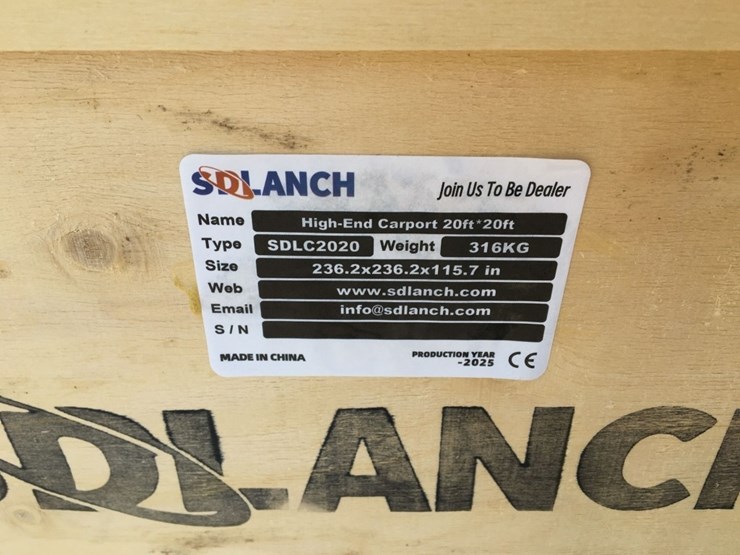 SDLANCH Join Us To Be Dealer
Name High-End Carport 20ft*20ft
Type SDLC2020 Weight 316KG
Size 236.2x236.2x115.7 in
Web www.sdlanch.com
Email info@sdlanch.com
S / N
MADE IN CHINA PRODUCTION YEAR -2025 CE
SDLANC